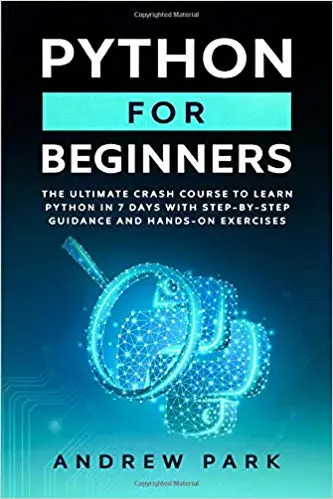 Copyrighted Material
PYTHON
FOR
BEGINNERS
THE ULTIMATE CRASH COURSE TO LEARN
PYTHON IN 7 DAYS WITH STEP-BY-STEP
GUIDANCE AND HANDS-ON EXERCISES
ANDREW PARK
Copyrighted Material